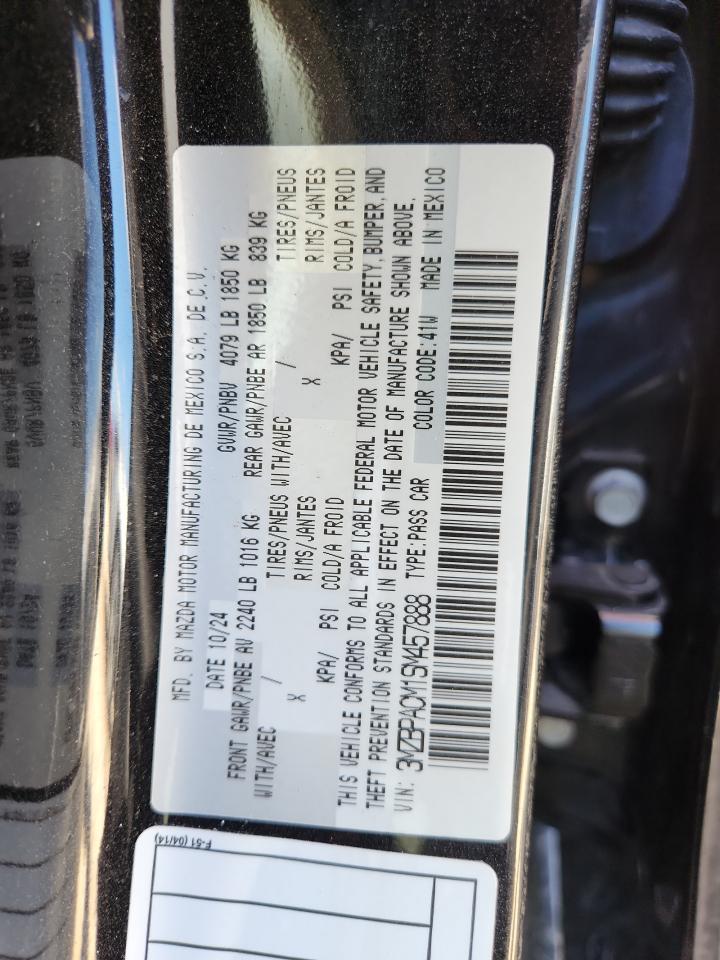 MFD. BY MAZDA MOTOR MANUFACTURING DE MEXICO S.A. DE C.V.
DATE 10/24 GVWR/PNBV 4079 LB 1850 KG
FRONT GAWR/PNBE AV 2240 LB 1016 KG REAR GAWR/PNBE AR 1850 LB 839 KG
WITH/AVEC / TIRES/PNEUS WITH/AVEC / TIRES/PNEUS
X RIMS/JANTES X RIMS/JANTES
KPA/ PSI COLD/A FROID KPA/ PSI COLD/A FROID
THIS VEHICLE CONFORMS TO ALL APPLICABLE FEDERAL MOTOR VEHICLE SAFETY, BUMPER, AND
THEFT PREVENTION STANDARDS IN EFFECT ON THE DATE OF MANUFACTURE SHOWN ABOVE.
VIN: 3MZBPAOM1SM457888 TYPE:PASS CAR COLOR CODE:41W MADE IN MEXICO
F-51 (04/14)